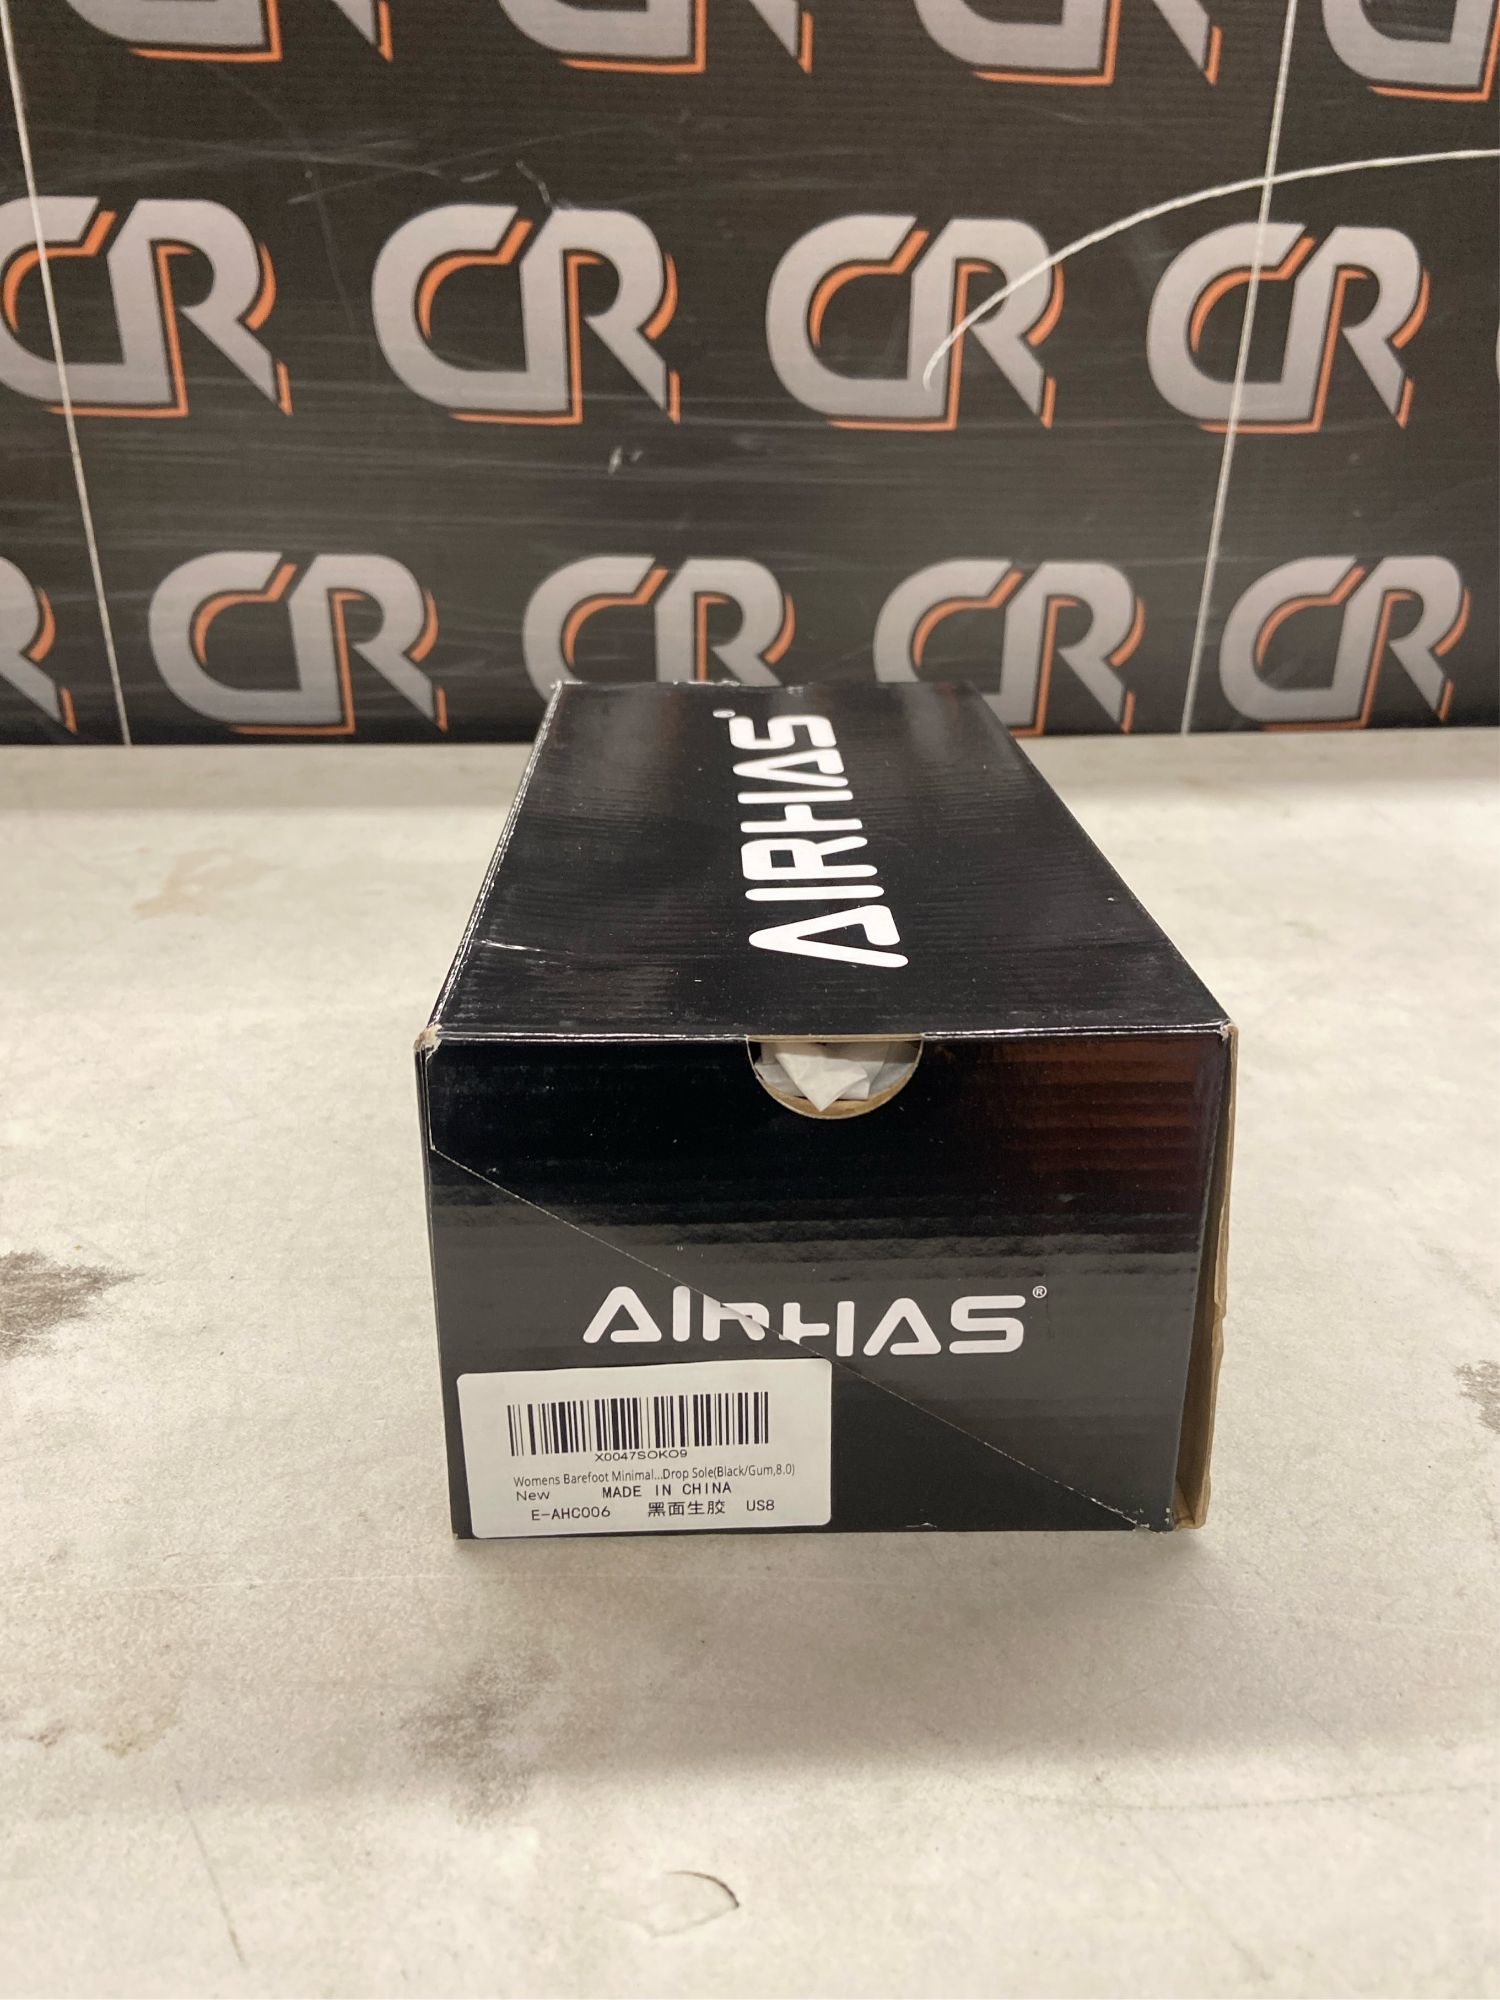 CR CR CR CR
CR CR CR CR
R CR CR CR CR
AIRHAS
AIRHAS®
X0047SOKO9
Womens Barefoot Minimal...Drop Sole(Black/Gum,8.0)
New MADE IN CHINA
E-AHC006 黑面生胶 US8